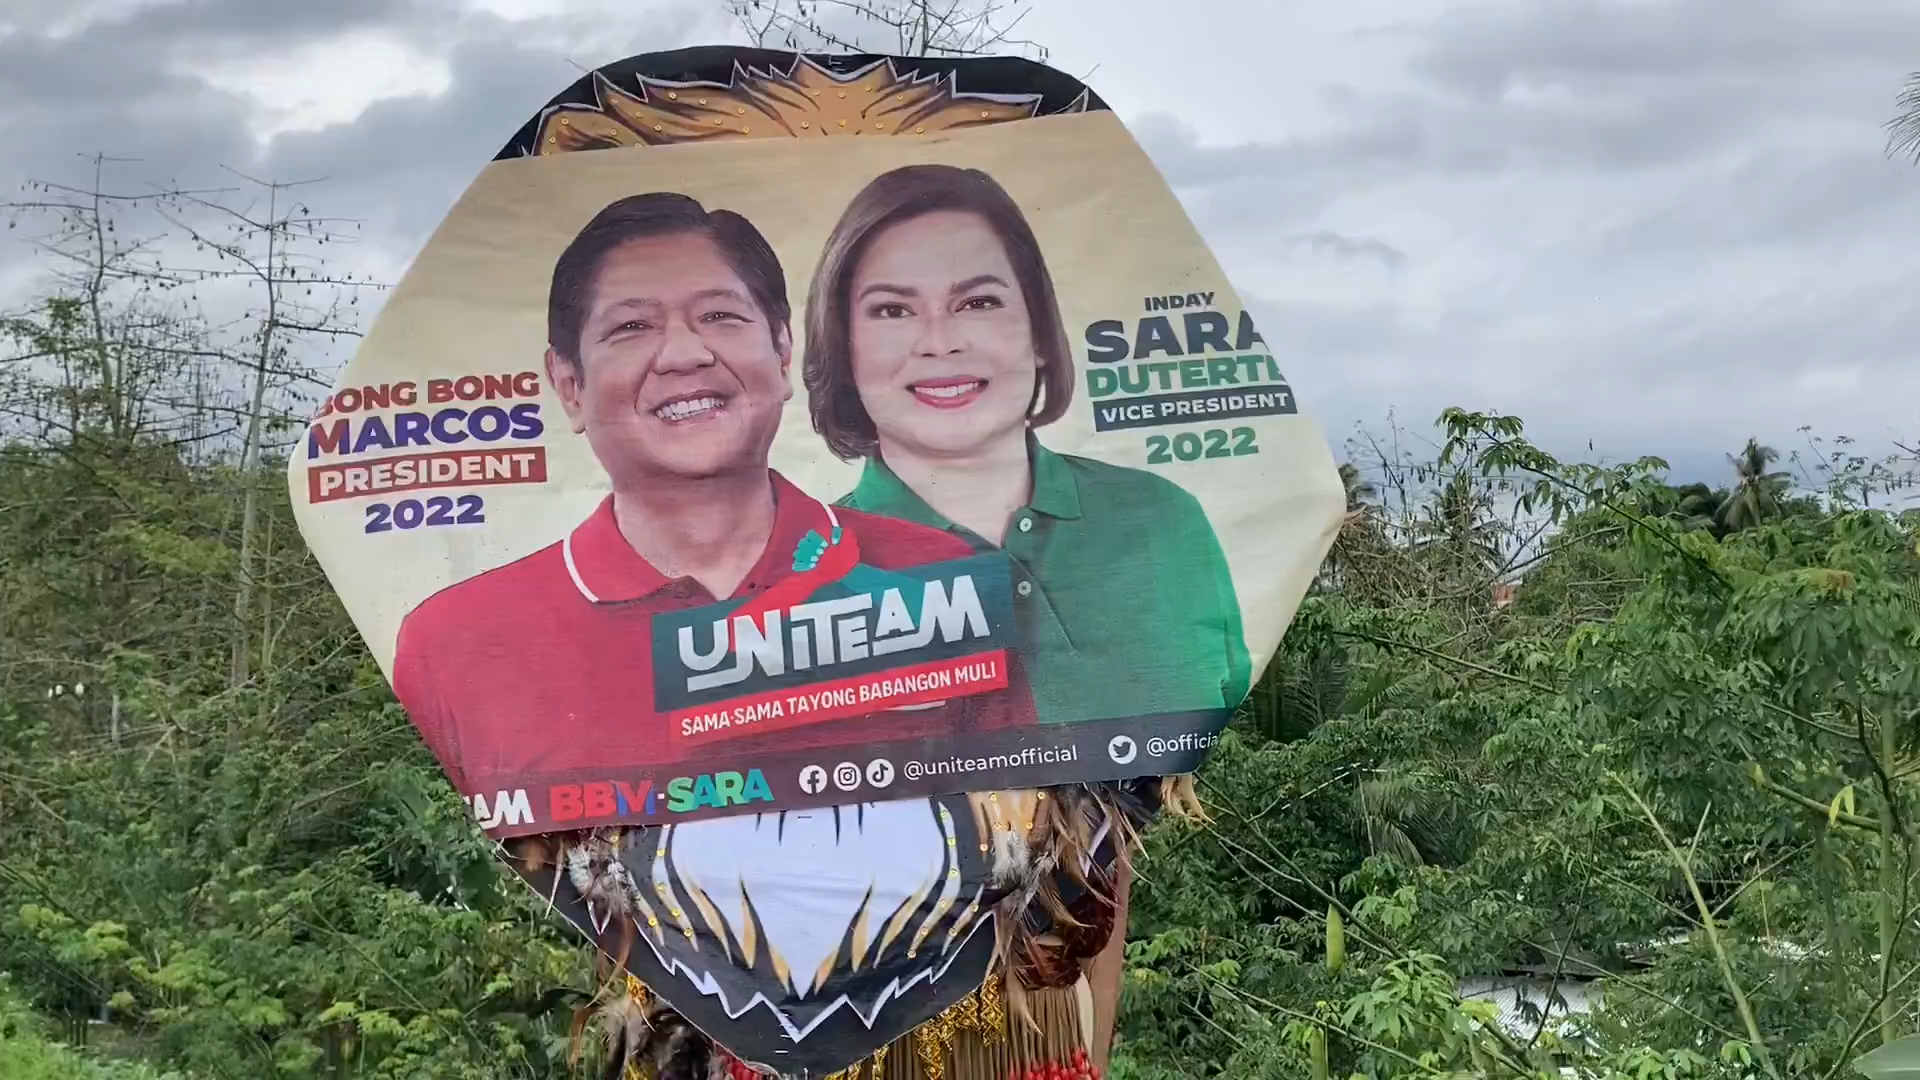 BONG BONG
MARCOS
PRESIDENT
2022
INDAY
SARA
DUTERTE
VICE PRESIDENT
2022
UNITEAM
SAMA-SAMA TAYONG BABANGON MULI
BBM-SARA
@uniteamofficial